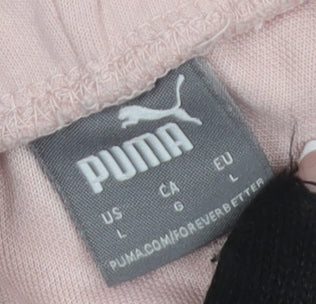 PUMA
US CA EU
L G L
PUMA.COM/FOREVERBETTER